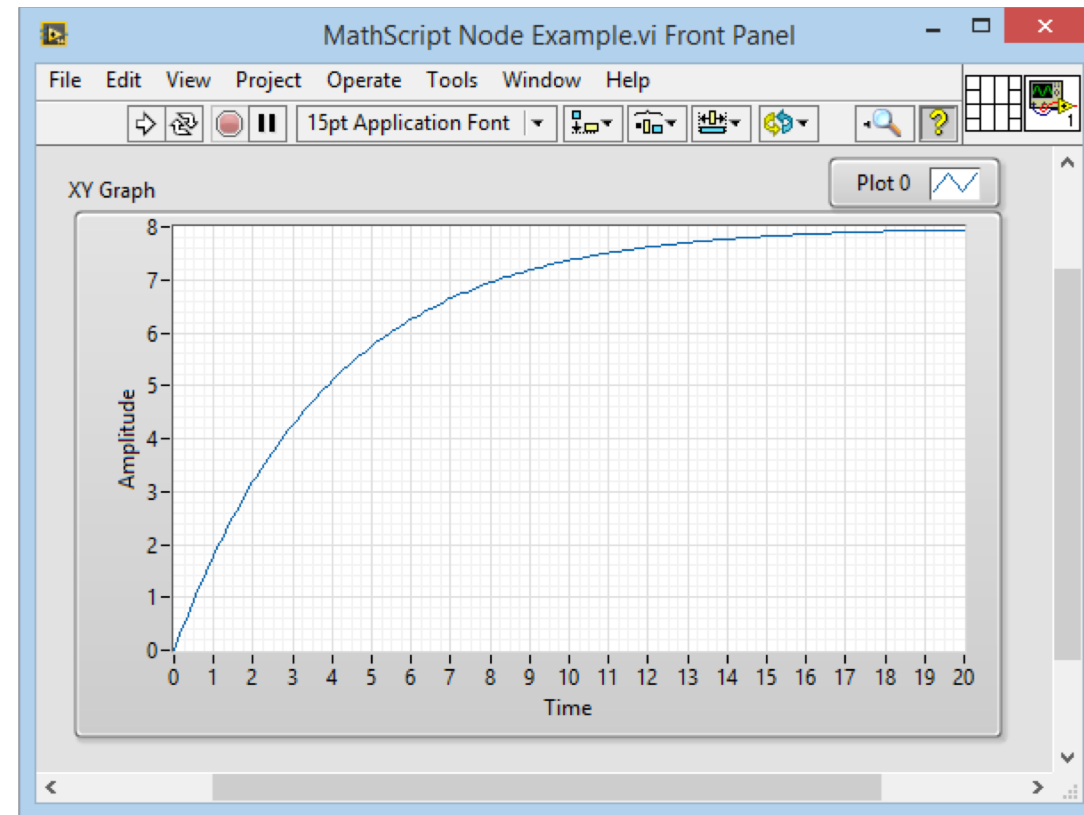 MathScript Node Example.vi Front Panel
File Edit View Project Operate Tools Window Help
15pt Application Font
1
XY Graph
Plot 0
Amplitude
8
7
6
5
4
3
2
1
0
0 1 2 3 4 5 6 7 8 9 10 11 12 13 14 15 16 17 18 19 20
Time